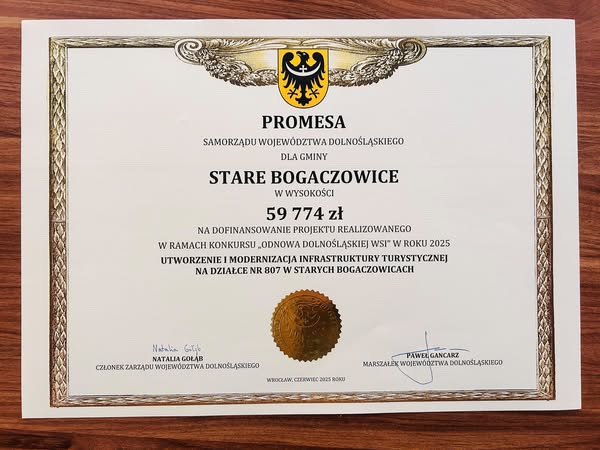 PROMESA
SAMORZĄDU WOJEWÓDZTWA DOLNOŚLĄSKIEGO
DLA GMINY
STARE BOGACZOWICE
W WYSOKOŚCI
59 774 zł
NA DOFINANSOWANIE PROJEKTU REALIZOWANEGO
W RAMACH KONKURSU „ODNOWA DOLNOŚLĄSKIEJ WSI” W ROKU 2025
UTWORZENIE I MODERNIZACJA INFRASTRUKTURY TURYSTYCZNEJ
NA DZIAŁCE NR 807 W STARYCH BOGACZOWICACH
Natalia Gołąb
NATALIA GOŁĄB
CZŁONEK ZARZĄDU WOJEWÓDZTWA DOLNOŚLĄSKIEGO
PAWEŁ GANCARZ
MARSZAŁEK WOJEWÓDZTWA DOLNOŚLĄSKIEGO
WROCŁAW, CZERWIEC 2025 ROKU